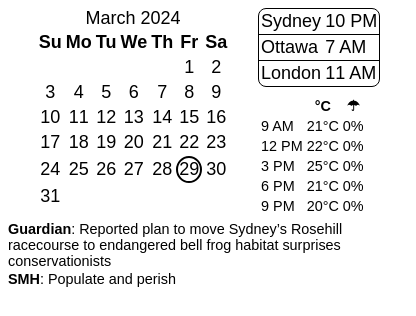 March 2024
Su Mo Tu We Th Fr Sa
1 2
3 4 5 6 7 8 9
10 11 12 13 14 15 16
17 18 19 20 21 22 23
24 25 26 27 28 29 30
31
Sydney 10 PM
Ottawa 7 AM
London 11 AM
°C ☂
9 AM 21°C 0%
12 PM 22°C 0%
3 PM 25°C 0%
6 PM 21°C 0%
9 PM 20°C 0%
Guardian: Reported plan to move Sydney’s Rosehill
racecourse to endangered bell frog habitat surprises
conservationists
SMH: Populate and perish